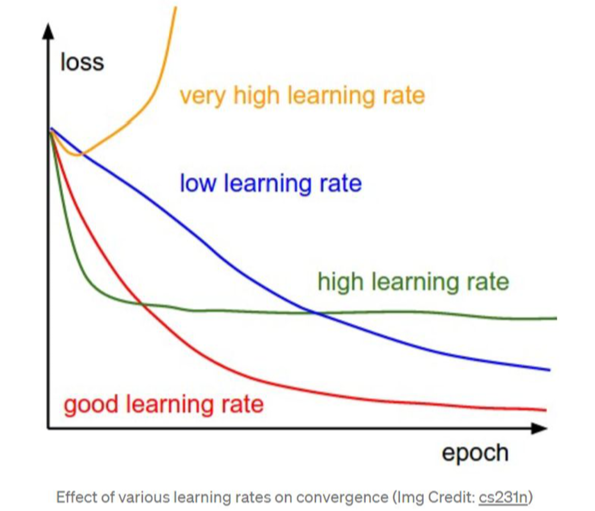 loss
very high learning rate
low learning rate
high learning rate
good learning rate
epoch
Effect of various learning rates on convergence (Img Credit: cs231n)